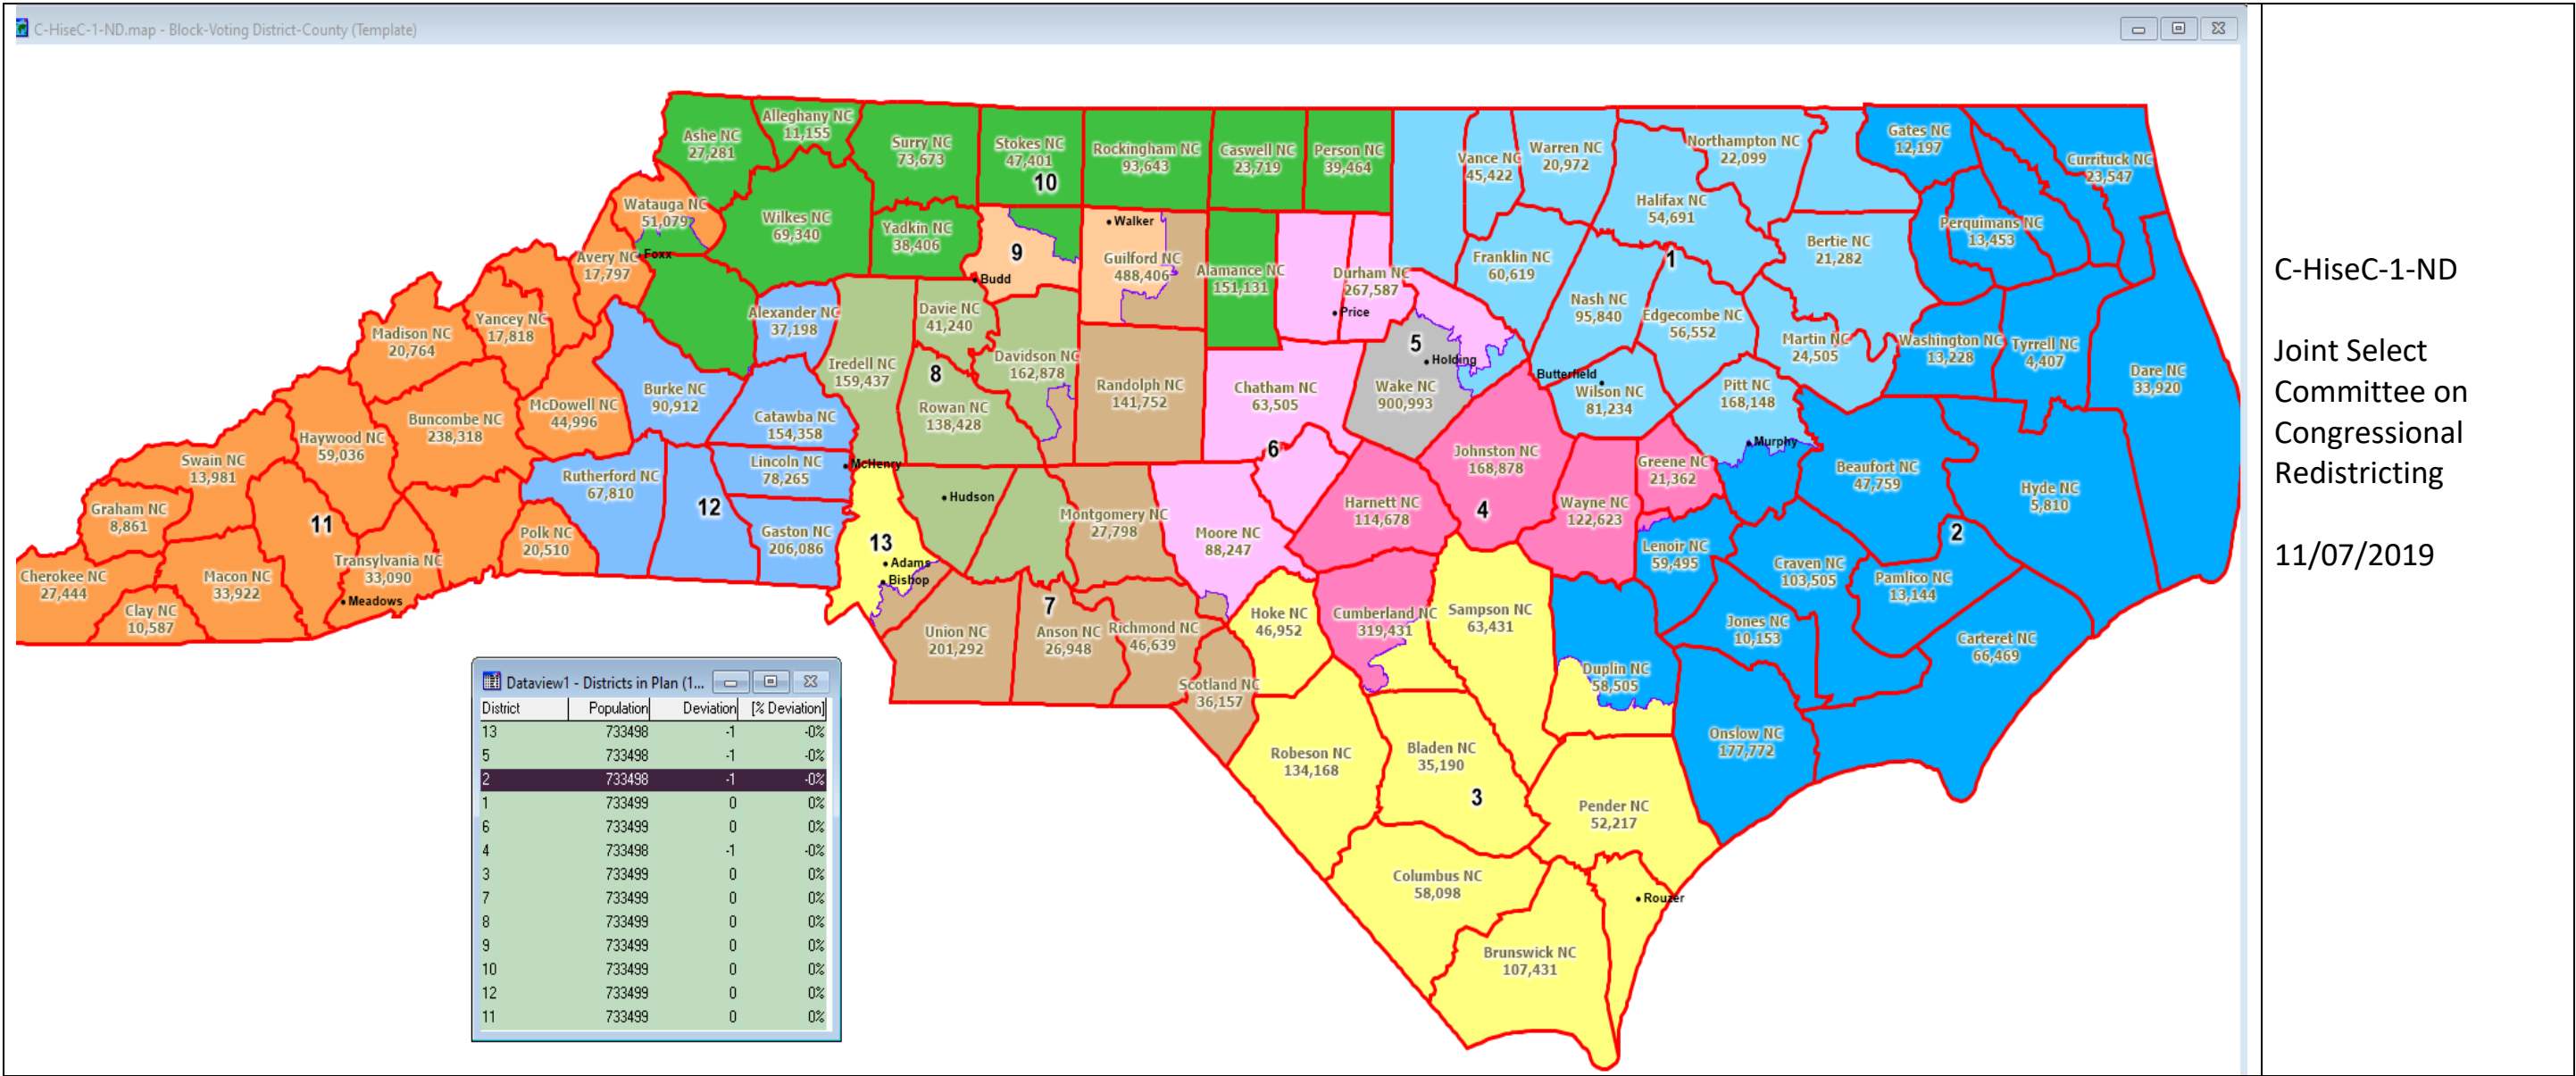 C-HiseC-1-ND.map - Block-Voting District-County (Template)
Ashe NC
27,281
Alleghany NC
11,155
Surry NC
73,673
Stokes NC
47,401
10
Rockingham NC
93,643
Caswell NC
23,719
Person NC
39,464
Vance NC
45,422
Warren NC
20,972
Northampton NC
22,099
Gates NC
12,197
Currituck NC
23,547
Watauga NC
51,079
Wilkes NC
69,340
Yadkin NC
38,406
9
Walker
Guilford NC
488,406
Alamance NC
151,131
Durham NC
267,587
Price
Franklin NC
60,619
Halifax NC
54,691
1
Bertie NC
21,282
Perquimans NC
13,453
Avery NC
17,797
Foxx
Budd
Alexander NC
37,198
Iredell NC
159,437
Davie NC
41,240
Davidson NC
162,878
8
Rowan NC
138,428
Randolph NC
141,752
Chatham NC
63,505
5
Holding
Wake NC
900,993
Nash NC
95,840
Edgecombe NC
56,552
Martin NC
24,505
Washington NC
13,228
Tyrrell NC
4,407
Dare NC
33,920
Madison NC
20,764
Yancey NC
17,818
Buncombe NC
238,318
McDowell NC
44,996
Burke NC
90,912
Catawba NC
154,358
Butterfield
Wilson NC
81,234
Pitt NC
168,148
Murphy
Haywood NC
59,036
Swain NC
13,981
Graham NC
8,861
11
Rutherford NC
67,810
12
Lincoln NC
78,265
McHenry
Hudson
Gaston NC
206,086
13
Adams
Bishop
Montgomery NC
27,798
6
Moore NC
88,247
Harnett NC
114,678
Johnston NC
168,878
4
Wayne NC
122,623
Greene NC
21,362
Beaufort NC
47,759
Hyde NC
5,810
2
Cherokee NC
27,444
Clay NC
10,587
Macon NC
33,922
Transylvania NC
33,090
Meadows
Polk NC
20,510
Union NC
201,292
7
Anson NC
26,948
Richmond NC
46,639
Scotland NC
36,157
Hoke NC
46,952
Cumberland NC
319,431
Sampson NC
63,431
Lenoir NC
59,495
Craven NC
103,505
Pamlico NC
13,144
Jones NC
10,153
Carteret NC
66,469
Duplin NC
58,505
Onslow NC
177,772
Robeson NC
134,168
Bladen NC
35,190
3
Pender NC
52,217
Columbus NC
58,098
Rouzer
Brunswick NC
107,431
Dataview1 - Districts in Plan (1...
District Population Deviation [% Deviation]
13 733498 -1 -0%
5 733498 -1 -0%
2 733498 -1 -0%
1 733499 0 0%
6 733499 0 0%
4 733498 -1 -0%
3 733499 0 0%
7 733499 0 0%
8 733499 0 0%
9 733499 0 0%
10 733499 0 0%
12 733499 0 0%
11 733499 0 0%
C-HiseC-1-ND
Joint Select
Committee on
Congressional
Redistricting
11/07/2019